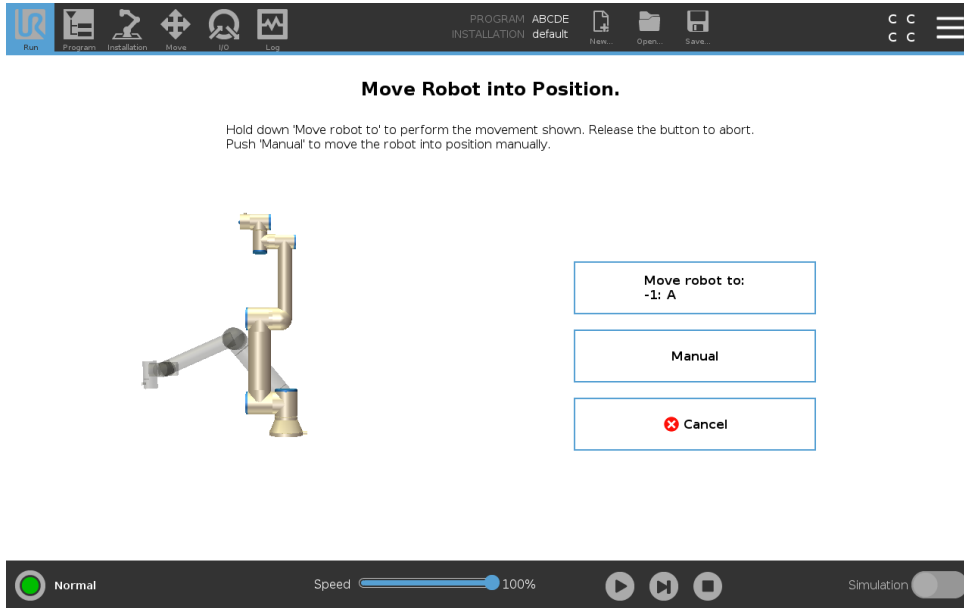 PROGRAM ABCDE
INSTALLATION default
C C
C C
Run Program Installation Move I/O Log New... Open... Save...
Move Robot into Position.
Hold down 'Move robot to' to perform the movement shown. Release the button to abort.
Push 'Manual' to move the robot into position manually.
Move robot to:
-1: A
Manual
Cancel
Normal Speed 100% Simulation